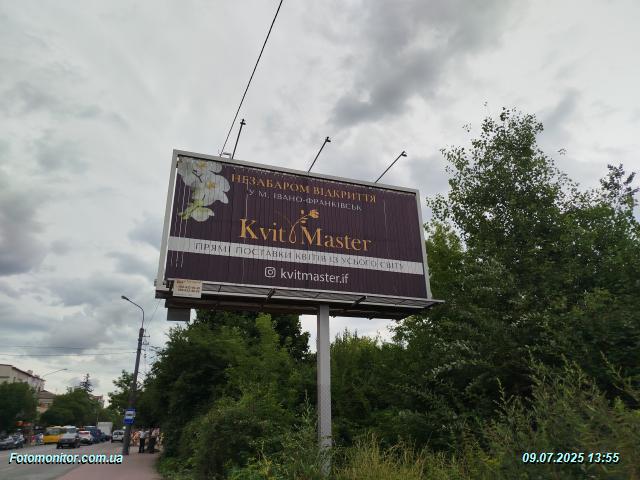 НЕЗАБАРОМ ВІДКРИТТЯ
У М. ІВАНО-ФРАНКІВСЬК
Kvit Master
ПРЯМІ ПОСТАВКИ КВІТІВ ІЗ УСЬОГО СВІТУ
kvitmaster.if
Fotomonitor.com.ua
09.07.2025 13:55